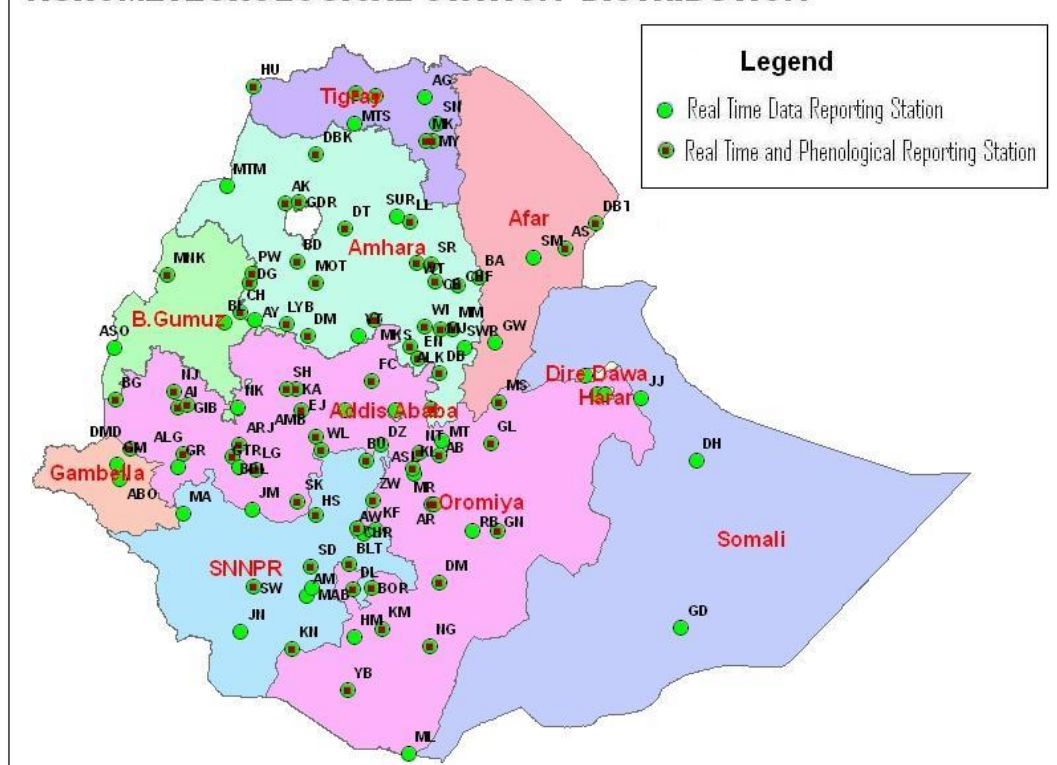 Legend
Real Time Data Reporting Station
Real Time and Phenological Reporting Station
HU
Tigray
AG
SN
MTS
MK
MY
DBK
MTM
AK
GDR
SUR
LL
DT
DBT
Afar
AS
SM
Amhara
BD
SR
MNK
PW
DG
MOT
WT
BA
CH
LYB
AY
DM
WI
MM
B.Gumuz
ASO
MKS
EN
MJ
SWR
GW
ALK
DB
FC
Dire Dawa
Harar
JJ
BG
NJ
AI
GIB
NK
SH
KA
EJ
Addis Ababa
MS
AMB
DMD
ALG
ARJ
WL
DZ
MT
GL
DH
GM
GR
GTR
LG
BU
NT
AB
KL
ASL
Gambella
ABO
MA
JM
SK
HS
ZW
MR
Oromiya
KF
AR
AW
RB
GN
SD
BLT
DM
Somali
SNNPR
SW
AM
MAB
DL
BOR
JN
KN
HM
KM
NG
GD
YB
ML